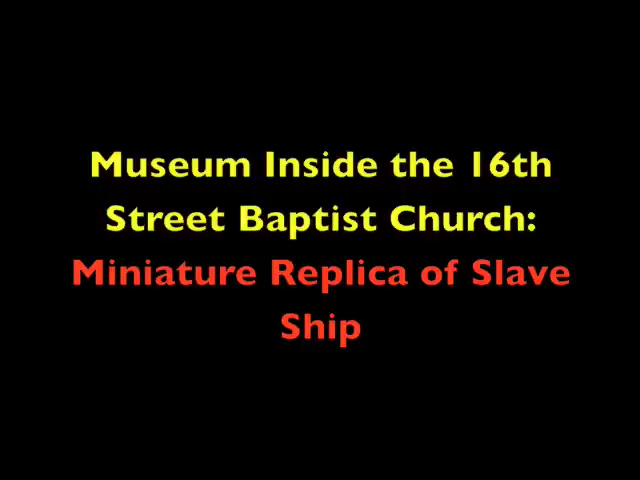 Museum Inside the 16th
Street Baptist Church:
Miniature Replica of Slave
Ship